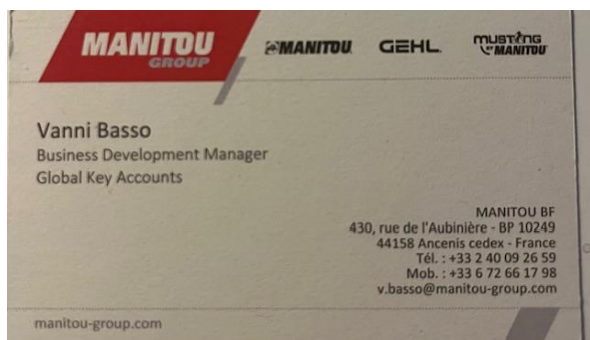 MANITOU
GROUP
MANITOU
GEHL
MUSTANG
BY MANITOU
Vanni Basso
Business Development Manager
Global Key Accounts
MANITOU BF
430, rue de l'Aubinière - BP 10249
44158 Ancenis cedex - France
Tél. : +33 2 40 09 26 59
Mob. : +33 6 72 66 17 98
v.basso@manitou-group.com
manitou-group.com